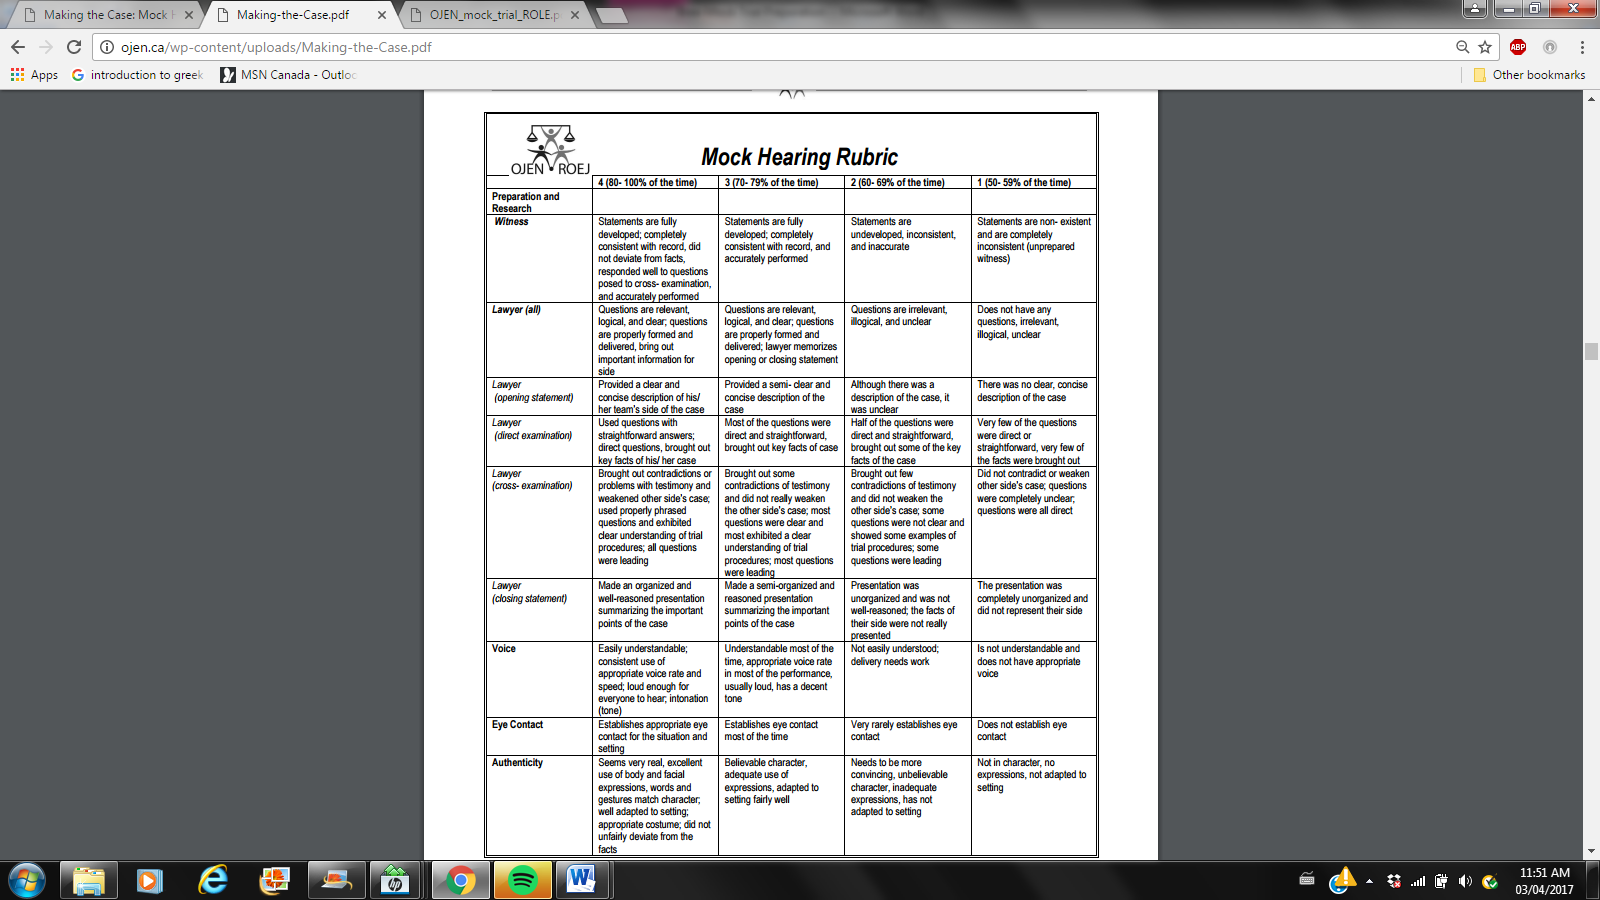 Making the Case: Mock H
Making-the-Case.pdf
OJEN_mock_trial_ROLE.p
ojen.ca/wp-content/uploads/Making-the-Case.pdf
ABP
Apps
introduction to greek
MSN Canada - Outloo
Other bookmarks
OJEN ROEJ
Mock Hearing Rubric
4 (80- 100% of the time)
3 (70- 79% of the time)
2 (60- 69% of the time)
1 (50- 59% of the time)
Preparation and
Research
Witness
Statements are fully
developed; completely
consistent with record, did
not deviate from facts,
responded well to questions
posed to cross- examination,
and accurately performed
Statements are fully
developed; completely
consistent with record, and
accurately performed
Statements are
undeveloped, inconsistent,
and inaccurate
Statements are non- existent
and are completely
inconsistent (unprepared
witness)
Lawyer (all)
Questions are relevant,
logical, and clear; questions
are properly formed and
delivered, bring out
important information for
side
Questions are relevant,
logical, and clear; questions
are properly formed and
delivered; lawyer memorizes
opening or closing statement
Questions are irrelevant,
illogical, and unclear
Does not have any
questions, irrelevant,
illogical, unclear
Lawyer
(opening statement)
Provided a clear and
concise description of his/
her team's side of the case
Provided a semi- clear and
concise description of the
case
Although there was a
description of the case, it
was unclear
There was no clear, concise
description of the case
Lawyer
(direct examination)
Used questions with
straightforward answers;
direct questions, brought out
key facts of his/ her case
Most of the questions were
direct and straightforward,
brought out key facts of case
Half of the questions were
direct and straightforward,
brought out some of the key
facts of the case
Very few of the questions
were direct or
straightforward, very few of
the facts were brought out
Lawyer
(cross- examination)
Brought out contradictions or
problems with testimony and
weakened other side's case;
used properly phrased
questions and exhibited
clear understanding of trial
procedures; all questions
were leading
Brought out some
contradictions of testimony
and did not really weaken
the other side's case; most
questions were clear and
most exhibited a clear
understanding of trial
procedures; most questions
were leading
Brought out few
contradictions of testimony
and did not weaken the
other side's case; some
questions were not clear and
showed some examples of
trial procedures; some
questions were leading
Did not contradict or weaken
other side's case; questions
were completely unclear;
questions were all direct
Lawyer
(closing statement)
Made an organized and
well-reasoned presentation
summarizing the important
points of the case
Made a semi-organized and
reasoned presentation
summarizing the important
points of the case
Presentation was
unorganized and was not
well-reasoned; the facts of
their side were not really
presented
The presentation was
completely unorganized and
did not represent their side
Voice
Easily understandable;
consistent use of
appropriate voice rate and
speed; loud enough for
everyone to hear; intonation
(tone)
Understandable most of the
time, appropriate voice rate
in most of the performance,
usually loud, has a decent
tone
Not easily understood;
delivery needs work
Is not understandable and
does not have appropriate
voice
Eye Contact
Establishes appropriate eye
contact for the situation and
setting
Establishes eye contact
most of the time
Very rarely establishes eye
contact
Does not establish eye
contact
Authenticity
Seems very real, excellent
use of body and facial
expressions, words and
gestures match character;
well adapted to setting;
appropriate costume; did not
unfairly deviate from the
facts
Believable character,
adequate use of
expressions, adapted to
setting fairly well
Needs to be more
convincing, unbelievable
character, inadequate
expressions, has not
adapted to setting
Not in character, no
expressions, not adapted to
setting
11:51 AM
03/04/2017